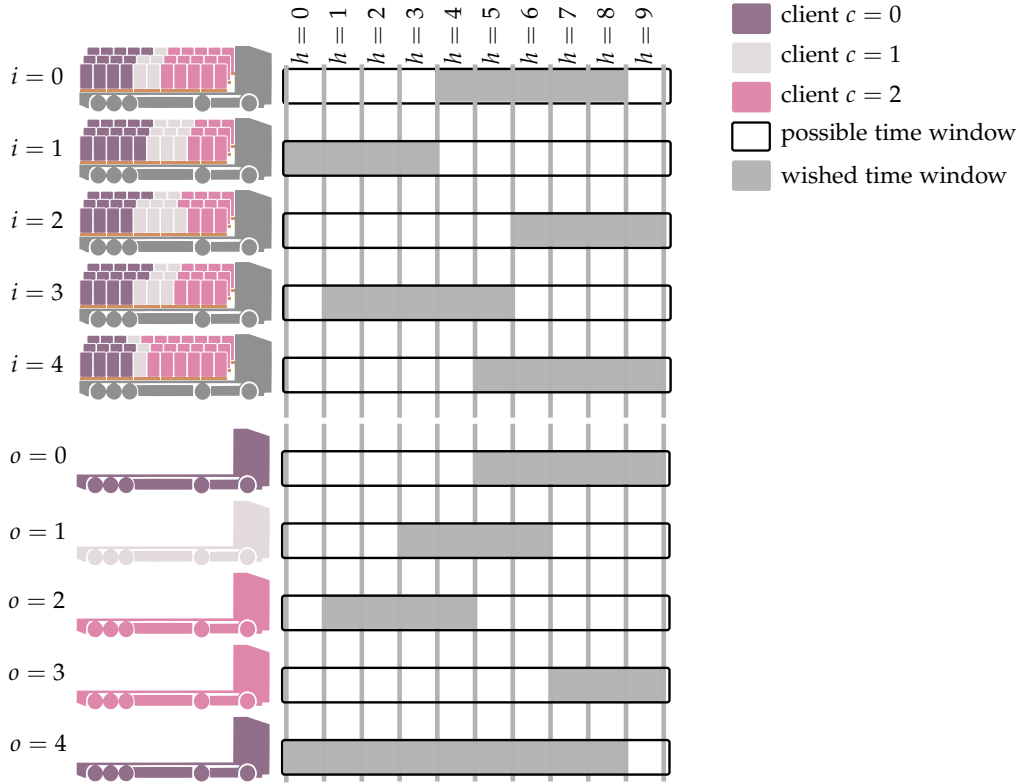 h = 0
h = 1
h = 2
h = 3
h = 4
h = 5
h = 6
h = 7
h = 8
h = 9
client c = 0
client c = 1
client c = 2
possible time window
wished time window
i = 0
i = 1
i = 2
i = 3
i = 4
o = 0
o = 1
o = 2
o = 3
o = 4